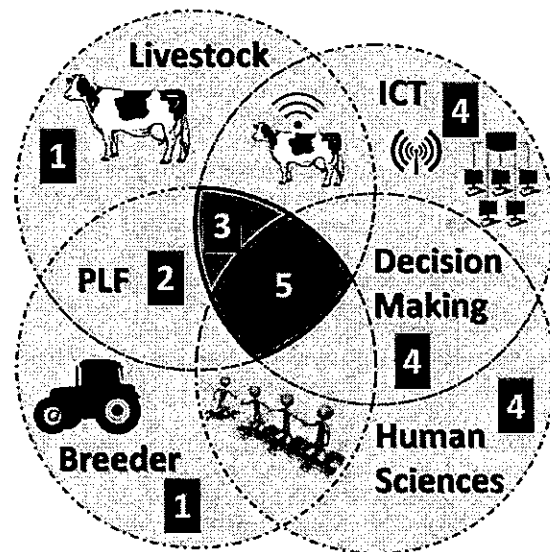 Livestock
ICT
4
1
3
PLF
2
5
Decision
Making
4
4
Human
Sciences
Breeder
1